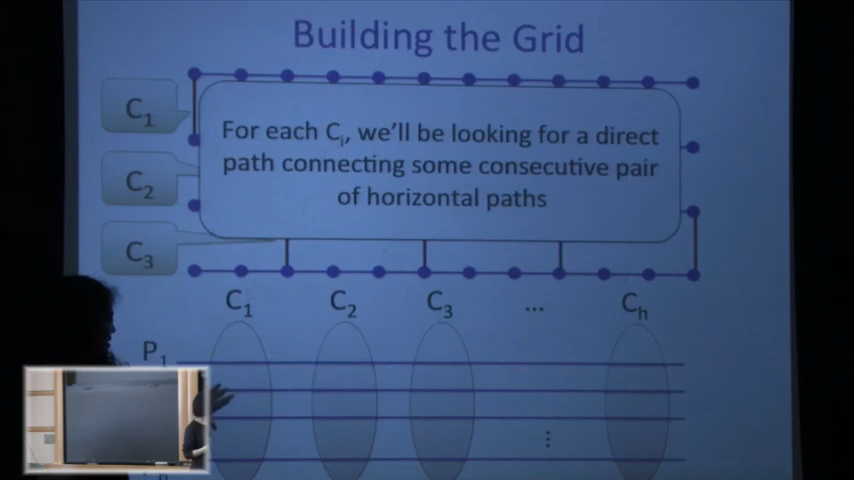 Building the Grid
C1
For each Ci, we'll be looking for a direct
path connecting some consecutive pair
of horizontal paths
C2
C3
C1 C2 C3 ... Ch
P1
⋮